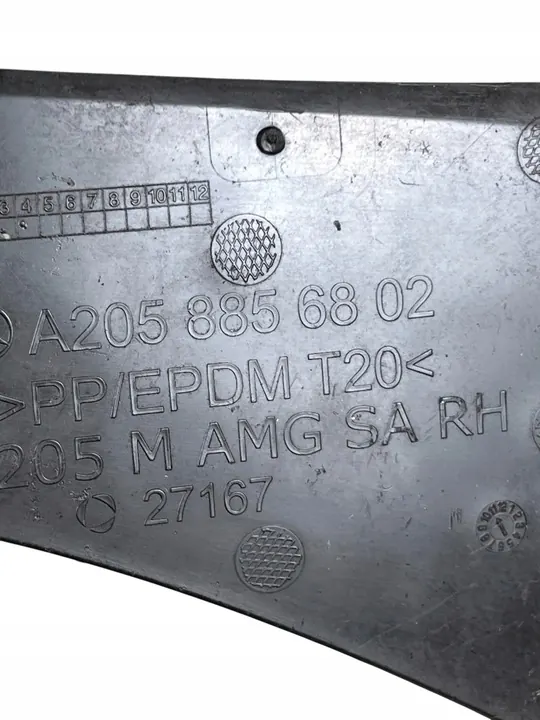 3 4 5 6 7 8 9 10 11 12
A205 885 68 02
>PP/EPDM T20<
205 M AMG SA RH
27167